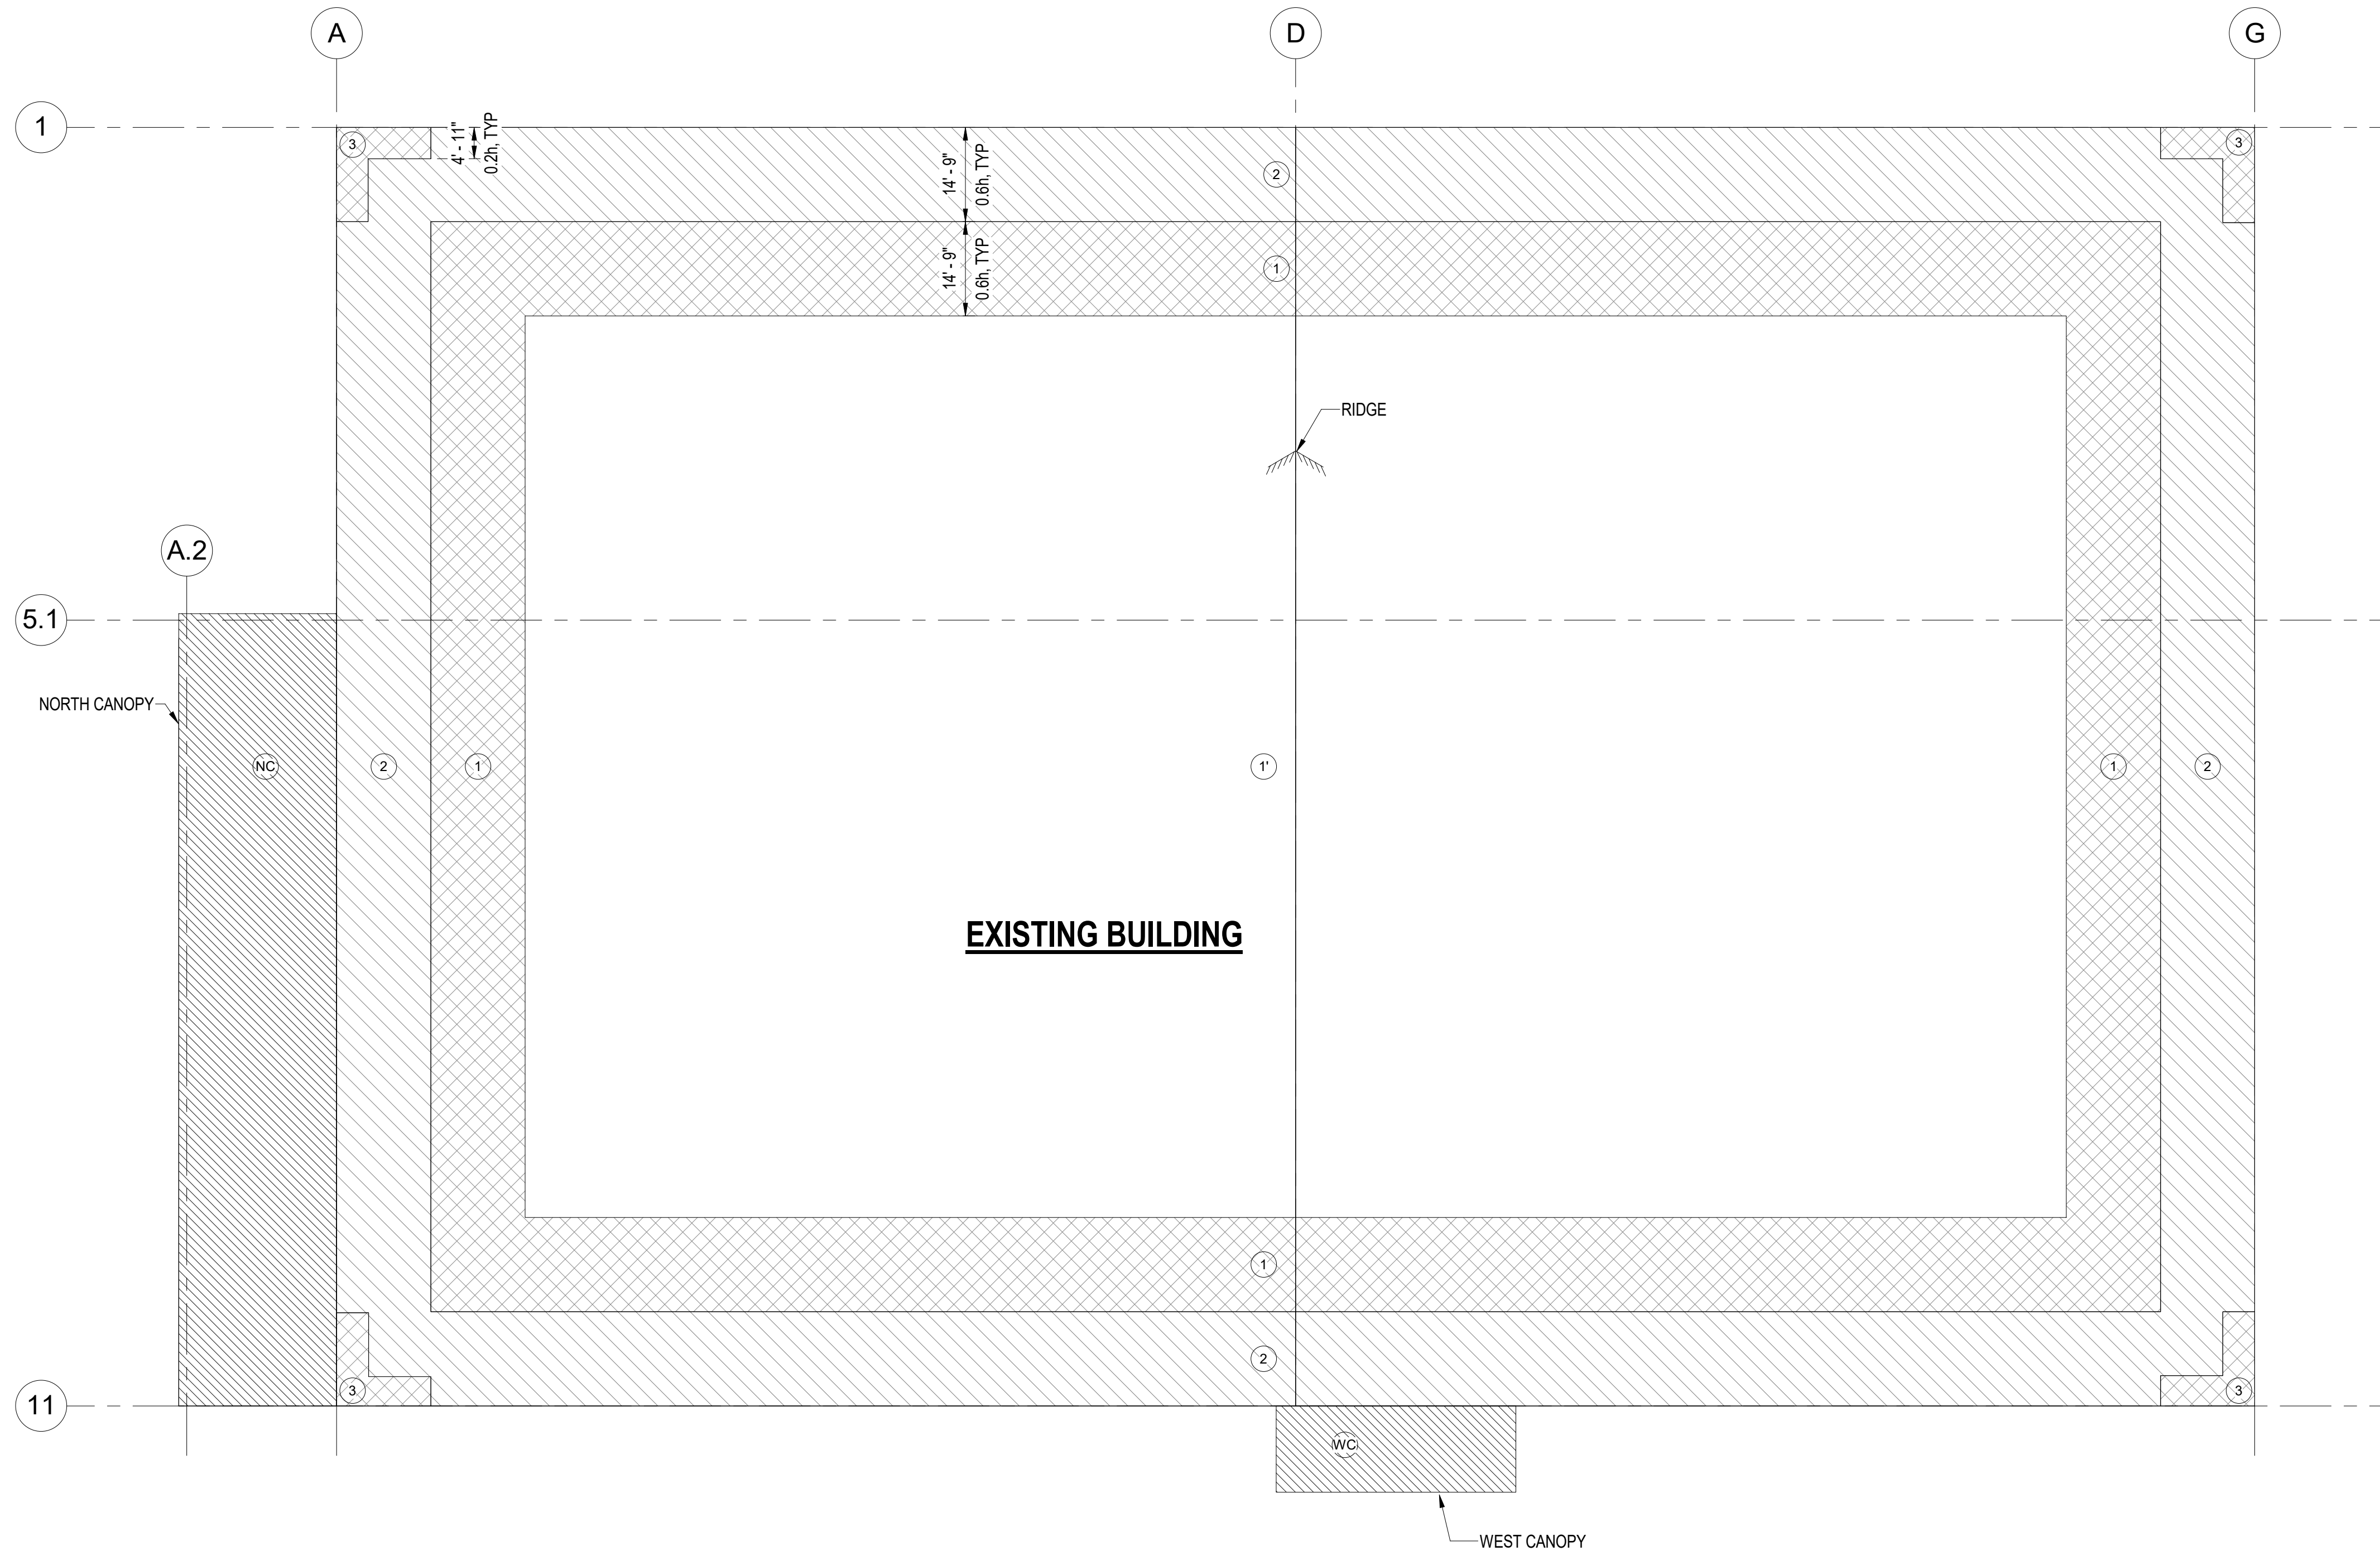 A
D
G
1
4' - 11"
0.2h, TYP
14' - 9"
0.6h, TYP
3
2
3
14' - 9"
0.6h, TYP
1
RIDGE
A.2
5.1
NORTH CANOPY
NC
2
1
1'
1
2
EXISTING BUILDING
1
2
3
3
11
WC
WEST CANOPY